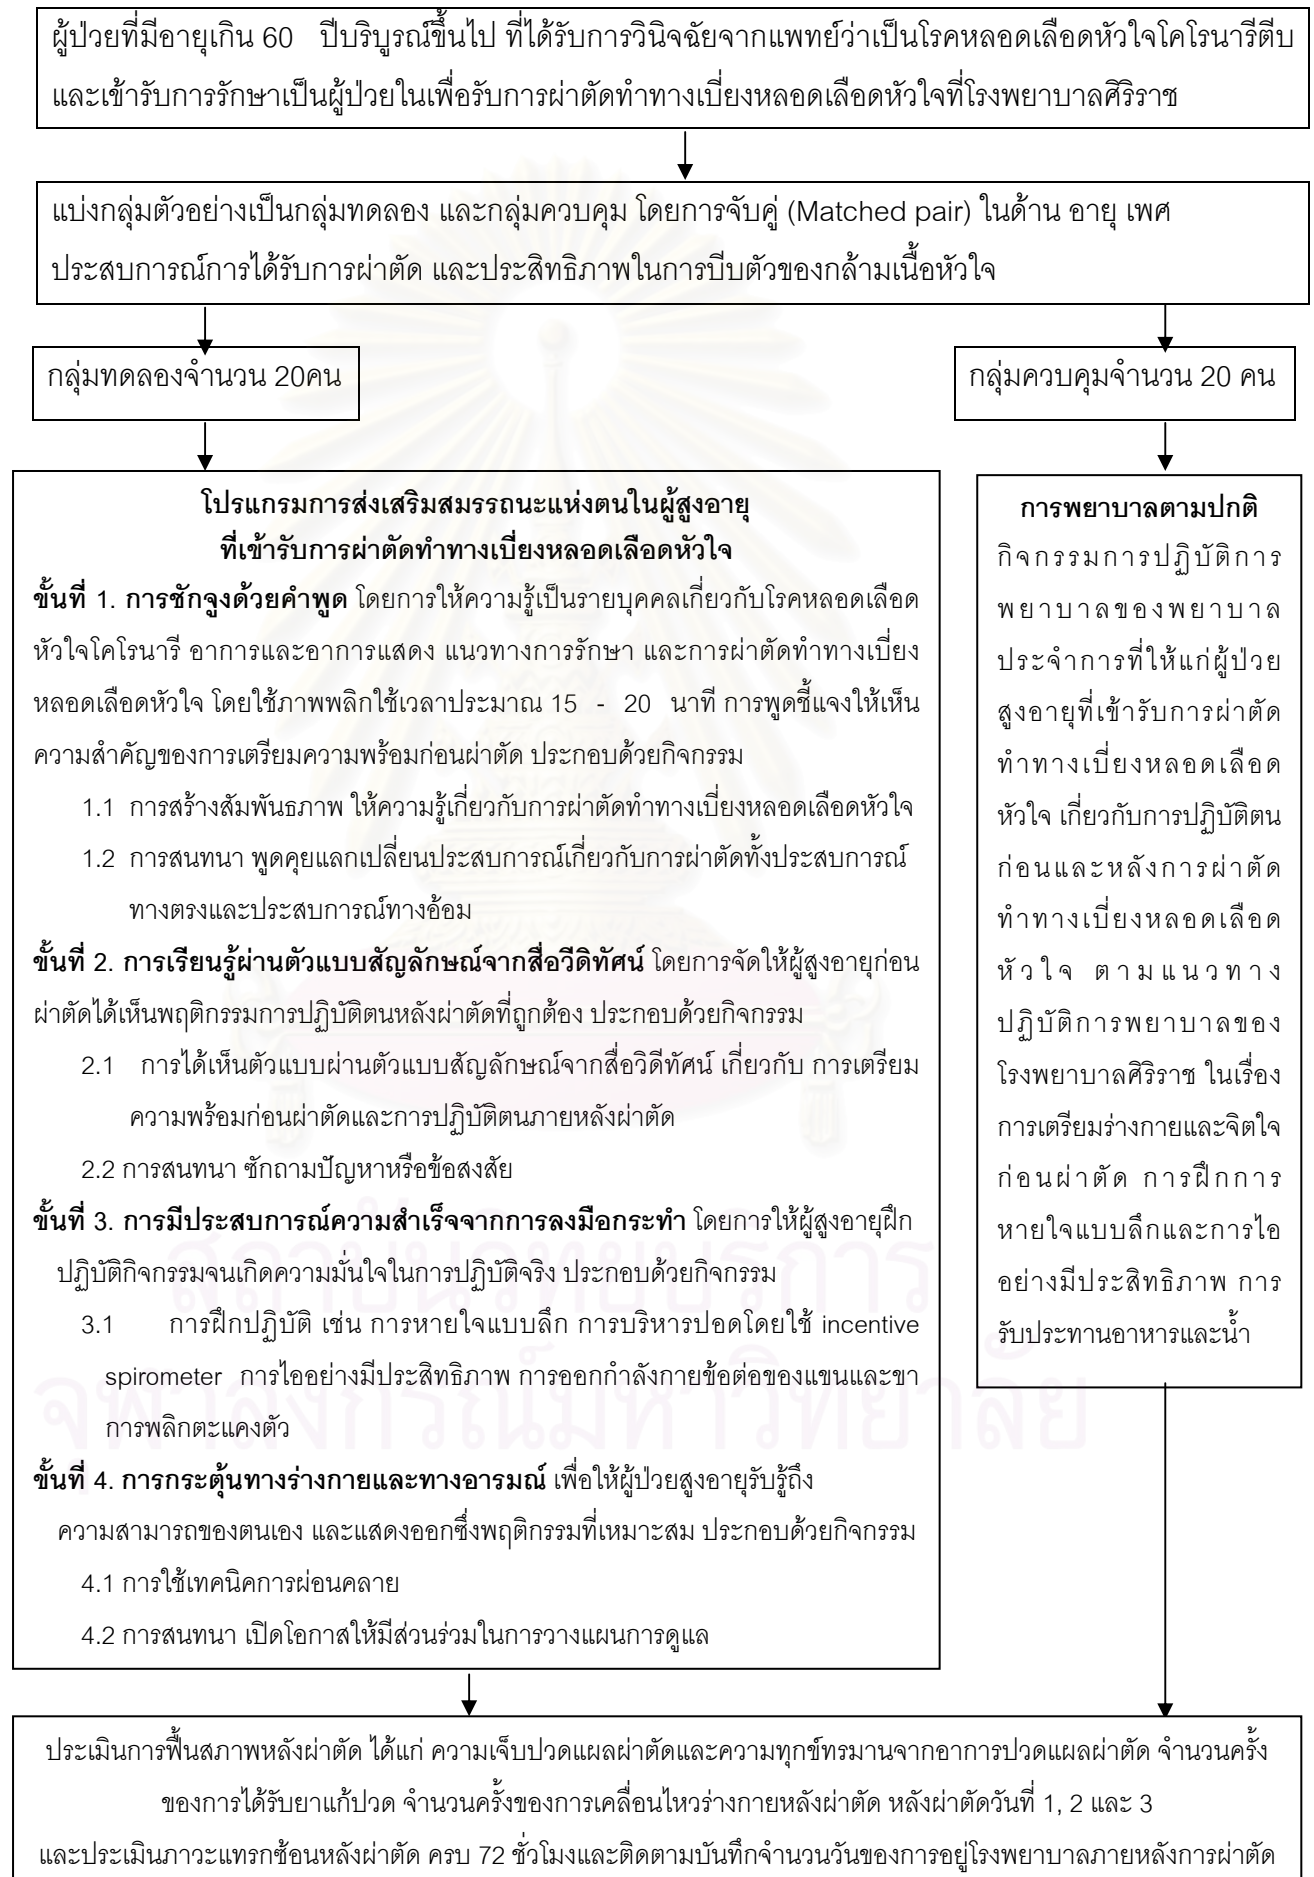 ผู้ป่วยที่มีอายุเกิน 60 ปีบริบูรณ์ขึ้นไป ที่ได้รับการวินิจฉัยจากแพทย์ว่าเป็นโรคหลอดเลือดหัวใจโคโรนารีตีบ
และเข้ารับการรักษาเป็นผู้ป่วยในเพื่อรับการผ่าตัดทำทางเบี่ยงหลอดเลือดหัวใจที่โรงพยาบาลศิริราช
แบ่งกลุ่มตัวอย่างเป็นกลุ่มทดลอง และกลุ่มควบคุม โดยการจับคู่ (Matched pair) ในด้าน อายุ เพศ
ประสบการณ์การได้รับการผ่าตัด และประสิทธิภาพในการบีบตัวของกล้ามเนื้อหัวใจ
กลุ่มทดลองจำนวน 20คน
กลุ่มควบคุมจำนวน 20 คน
โปรแกรมการส่งเสริมสมรรถนะแห่งตนในผู้สูงอายุ
ที่เข้ารับการผ่าตัดทำทางเบี่ยงหลอดเลือดหัวใจ
ขั้นที่ 1. การชักจูงด้วยคำพูด โดยการให้ความรู้เป็นรายบุคคลเกี่ยวกับโรคหลอดเลือด
หัวใจโคโรนารี อาการและอาการแสดง แนวทางการรักษา และการผ่าตัดทำทางเบี่ยง
หลอดเลือดหัวใจ โดยใช้ภาพพลิกใช้เวลาประมาณ 15 - 20 นาที การพูดชี้แจงให้เห็น
ความสำคัญของการเตรียมความพร้อมก่อนผ่าตัด ประกอบด้วยกิจกรรม
1.1 การสร้างสัมพันธภาพ ให้ความรู้เกี่ยวกับการผ่าตัดทำทางเบี่ยงหลอดเลือดหัวใจ
1.2 การสนทนา พูดคุยแลกเปลี่ยนประสบการณ์เกี่ยวกับการผ่าตัดทั้งประสบการณ์
ทางตรงและประสบการณ์ทางอ้อม
ขั้นที่ 2. การเรียนรู้ผ่านตัวแบบสัญลักษณ์จากสื่อวีดิทัศน์ โดยการจัดให้ผู้สูงอายุก่อน
ผ่าตัดได้เห็นพฤติกรรมการปฏิบัติตนหลังผ่าตัดที่ถูกต้อง ประกอบด้วยกิจกรรม
2.1 การได้เห็นตัวแบบผ่านตัวแบบสัญลักษณ์จากสื่อวิดีทัศน์ เกี่ยวกับ การเตรียม
ความพร้อมก่อนผ่าตัดและการปฏิบัติตนภายหลังผ่าตัด
2.2 การสนทนา ซักถามปัญหาหรือข้อสงสัย
ขั้นที่ 3. การมีประสบการณ์ความสำเร็จจากการลงมือกระทำ โดยการให้ผู้สูงอายุฝึก
ปฏิบัติกิจกรรมจนเกิดความมั่นใจในการปฏิบัติจริง ประกอบด้วยกิจกรรม
3.1 การฝึกปฏิบัติ เช่น การหายใจแบบลึก การบริหารปอดโดยใช้ incentive
spirometer การไออย่างมีประสิทธิภาพ การออกกำลังกายข้อต่อของแขนและขา
การพลิกตะแคงตัว
ขั้นที่ 4. การกระตุ้นทางร่างกายและทางอารมณ์ เพื่อให้ผู้ป่วยสูงอายุรับรู้ถึง
ความสามารถของตนเอง และแสดงออกซึ่งพฤติกรรมที่เหมาะสม ประกอบด้วยกิจกรรม
4.1 การใช้เทคนิคการผ่อนคลาย
4.2 การสนทนา เปิดโอกาสให้มีส่วนร่วมในการวางแผนการดูแล
การพยาบาลตามปกติ
กิจกรรมการปฏิบัติการ
พยาบาลของพยาบาล
ประจำการที่ให้แก่ผู้ป่วย
สูงอายุที่เข้ารับการผ่าตัด
ทำทางเบี่ยงหลอดเลือด
หัวใจ เกี่ยวกับการปฏิบัติตน
ก่อนและหลังการผ่าตัด
ทำทางเบี่ยงหลอดเลือด
หัวใจ ตามแนวทาง
ปฏิบัติการพยาบาลของ
โรงพยาบาลศิริราช ในเรื่อง
การเตรียมร่างกายและจิตใจ
ก่อนผ่าตัด การฝึกการ
หายใจแบบลึกและการไอ
อย่างมีประสิทธิภาพ การ
รับประทานอาหารและน้ำ
ประเมินการฟื้นสภาพหลังผ่าตัด ได้แก่ ความเจ็บปวดแผลผ่าตัดและความทุกข์ทรมานจากอาการปวดแผลผ่าตัด จำนวนครั้ง
ของการได้รับยาแก้ปวด จำนวนครั้งของการเคลื่อนไหวร่างกายหลังผ่าตัด หลังผ่าตัดวันที่ 1, 2 และ 3
และประเมินภาวะแทรกซ้อนหลังผ่าตัด ครบ 72 ชั่วโมงและติดตามบันทึกจำนวนวันของการอยู่โรงพยาบาลภายหลังการผ่าตัด
สถาบันวิทยบริการ
จุฬาลงกรณ์มหาวิทยาลัย